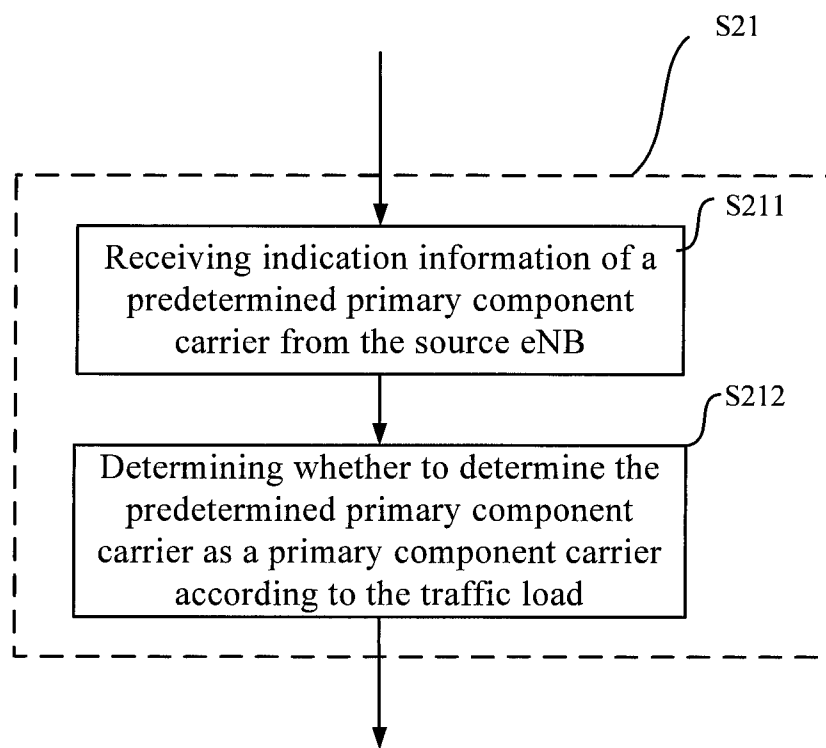 S21
S211
Receiving indication information of a
predetermined primary component
carrier from the source eNB
S212
Determining whether to determine the
predetermined primary component
carrier as a primary component carrier
according to the traffic load